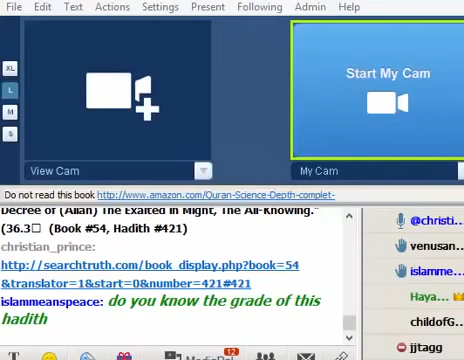 File Edit Text Actions Settings Present Following Admin Help
XL
L
M
S
Start My Cam
View Cam
My Cam
Do not read this book http://www.amazon.com/Quran-Science-Depth-complet-
Decree of (Allah) The Exalted in Might, The All-Knowing."
(36.3 (Book #54, Hadith #421)
christian_prince:
http://searchtruth.com/book_display.php?book=54
&translator=1&start=0&number=421#421
islammeanspeace: do you know the grade of this
hadith
@christi...
venusan...
islamme...
Haya...
childofG...
jjtagg
T
12